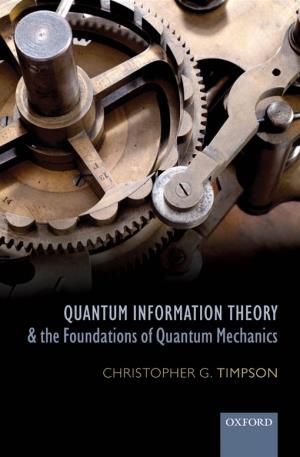 QUANTUM INFORMATION THEORY
& the Foundations of Quantum Mechanics
CHRISTOPHER G. TIMPSON
OXFORD